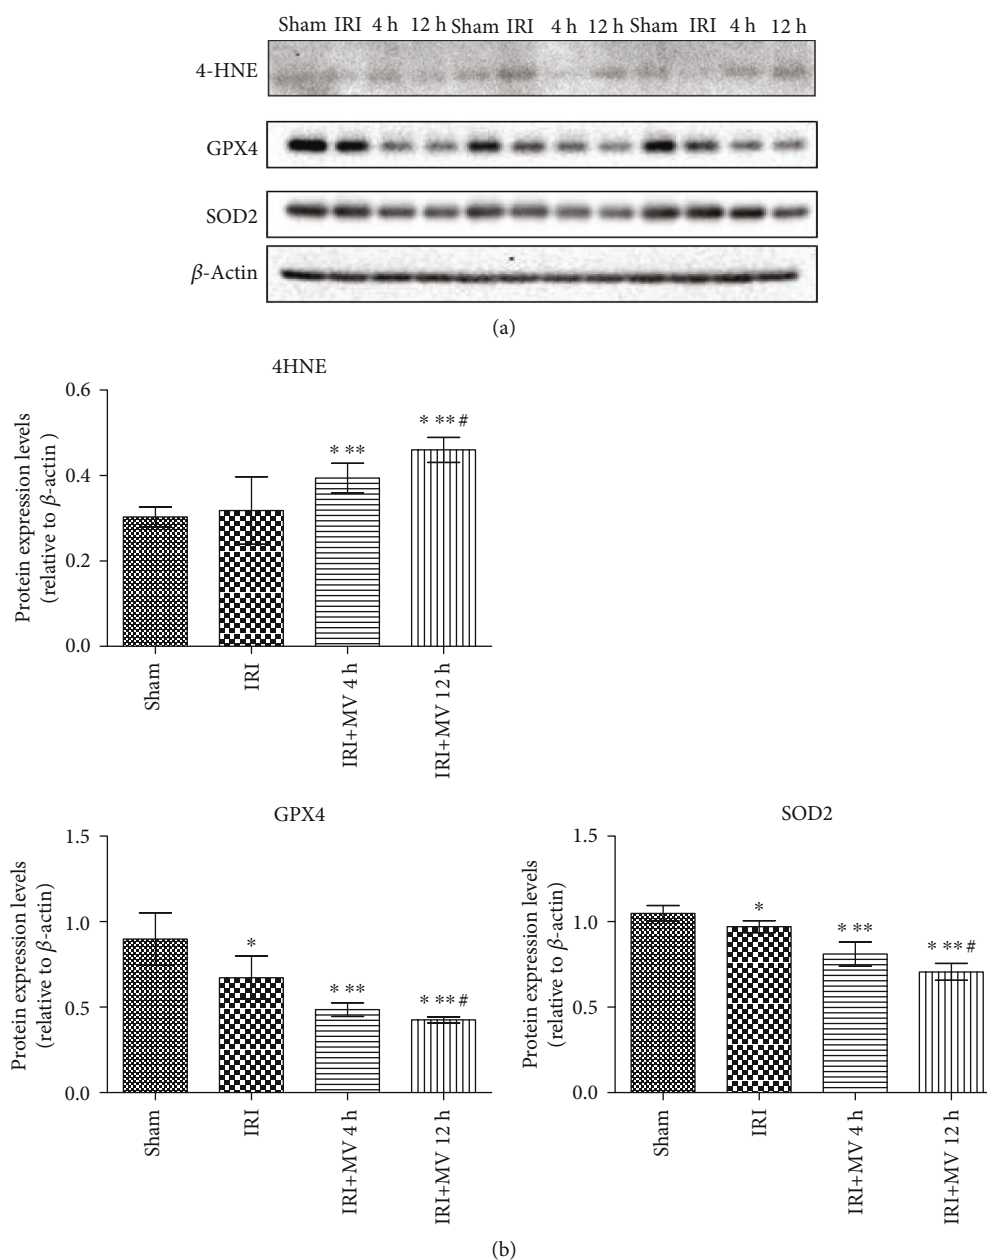 Sham IRI 4 h 12 h Sham IRI 4 h 12 h Sham IRI 4 h 12 h
4-HNE
GPX4
SOD2
β-Actin
(a)
4HNE
Protein expression levels
(relative to β-actin )
0.6
0.4
0.2
0.0
* **
* ** #
Sham
IRI
IRI+MV 4 h
IRI+MV 12 h
GPX4
Protein expression levels
(relative to β-actin)
1.5
1.0
0.5
0.0
*
* **
* ** #
Sham
IRI
IRI+MV 4 h
IRI+MV 12 h
SOD2
Protein expression levels
(relative to β-actin)
1.5
1.0
0.5
0.0
*
* **
* ** #
Sham
IRI
IRI+MV 4 h
IRI+MV 12 h
(b)